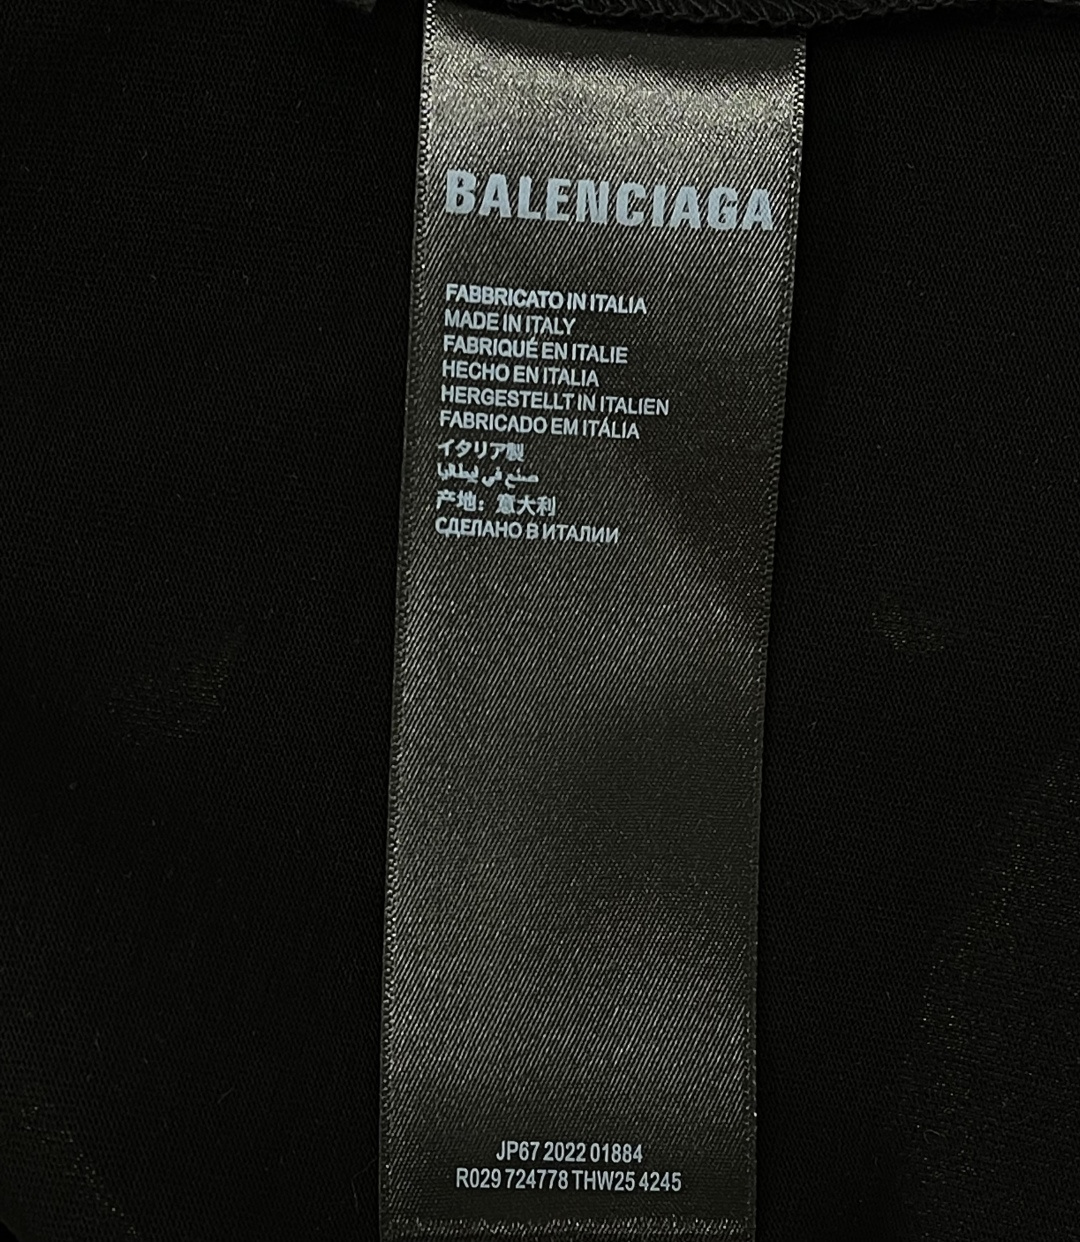 BALENCIAGA
FABBRICATO IN ITALIA
MADE IN ITALY
FABRIQUÉ EN ITALIE
HECHO EN ITALIA
HERGESTELLT IN ITALIEN
FABRICADO EM ITÁLIA
イタリア製
صنع في إيطاليا
产地：意大利
СДЕЛАНО В ИТАЛИИ
JP67 2022 01884
R029 724778 THW25 4245